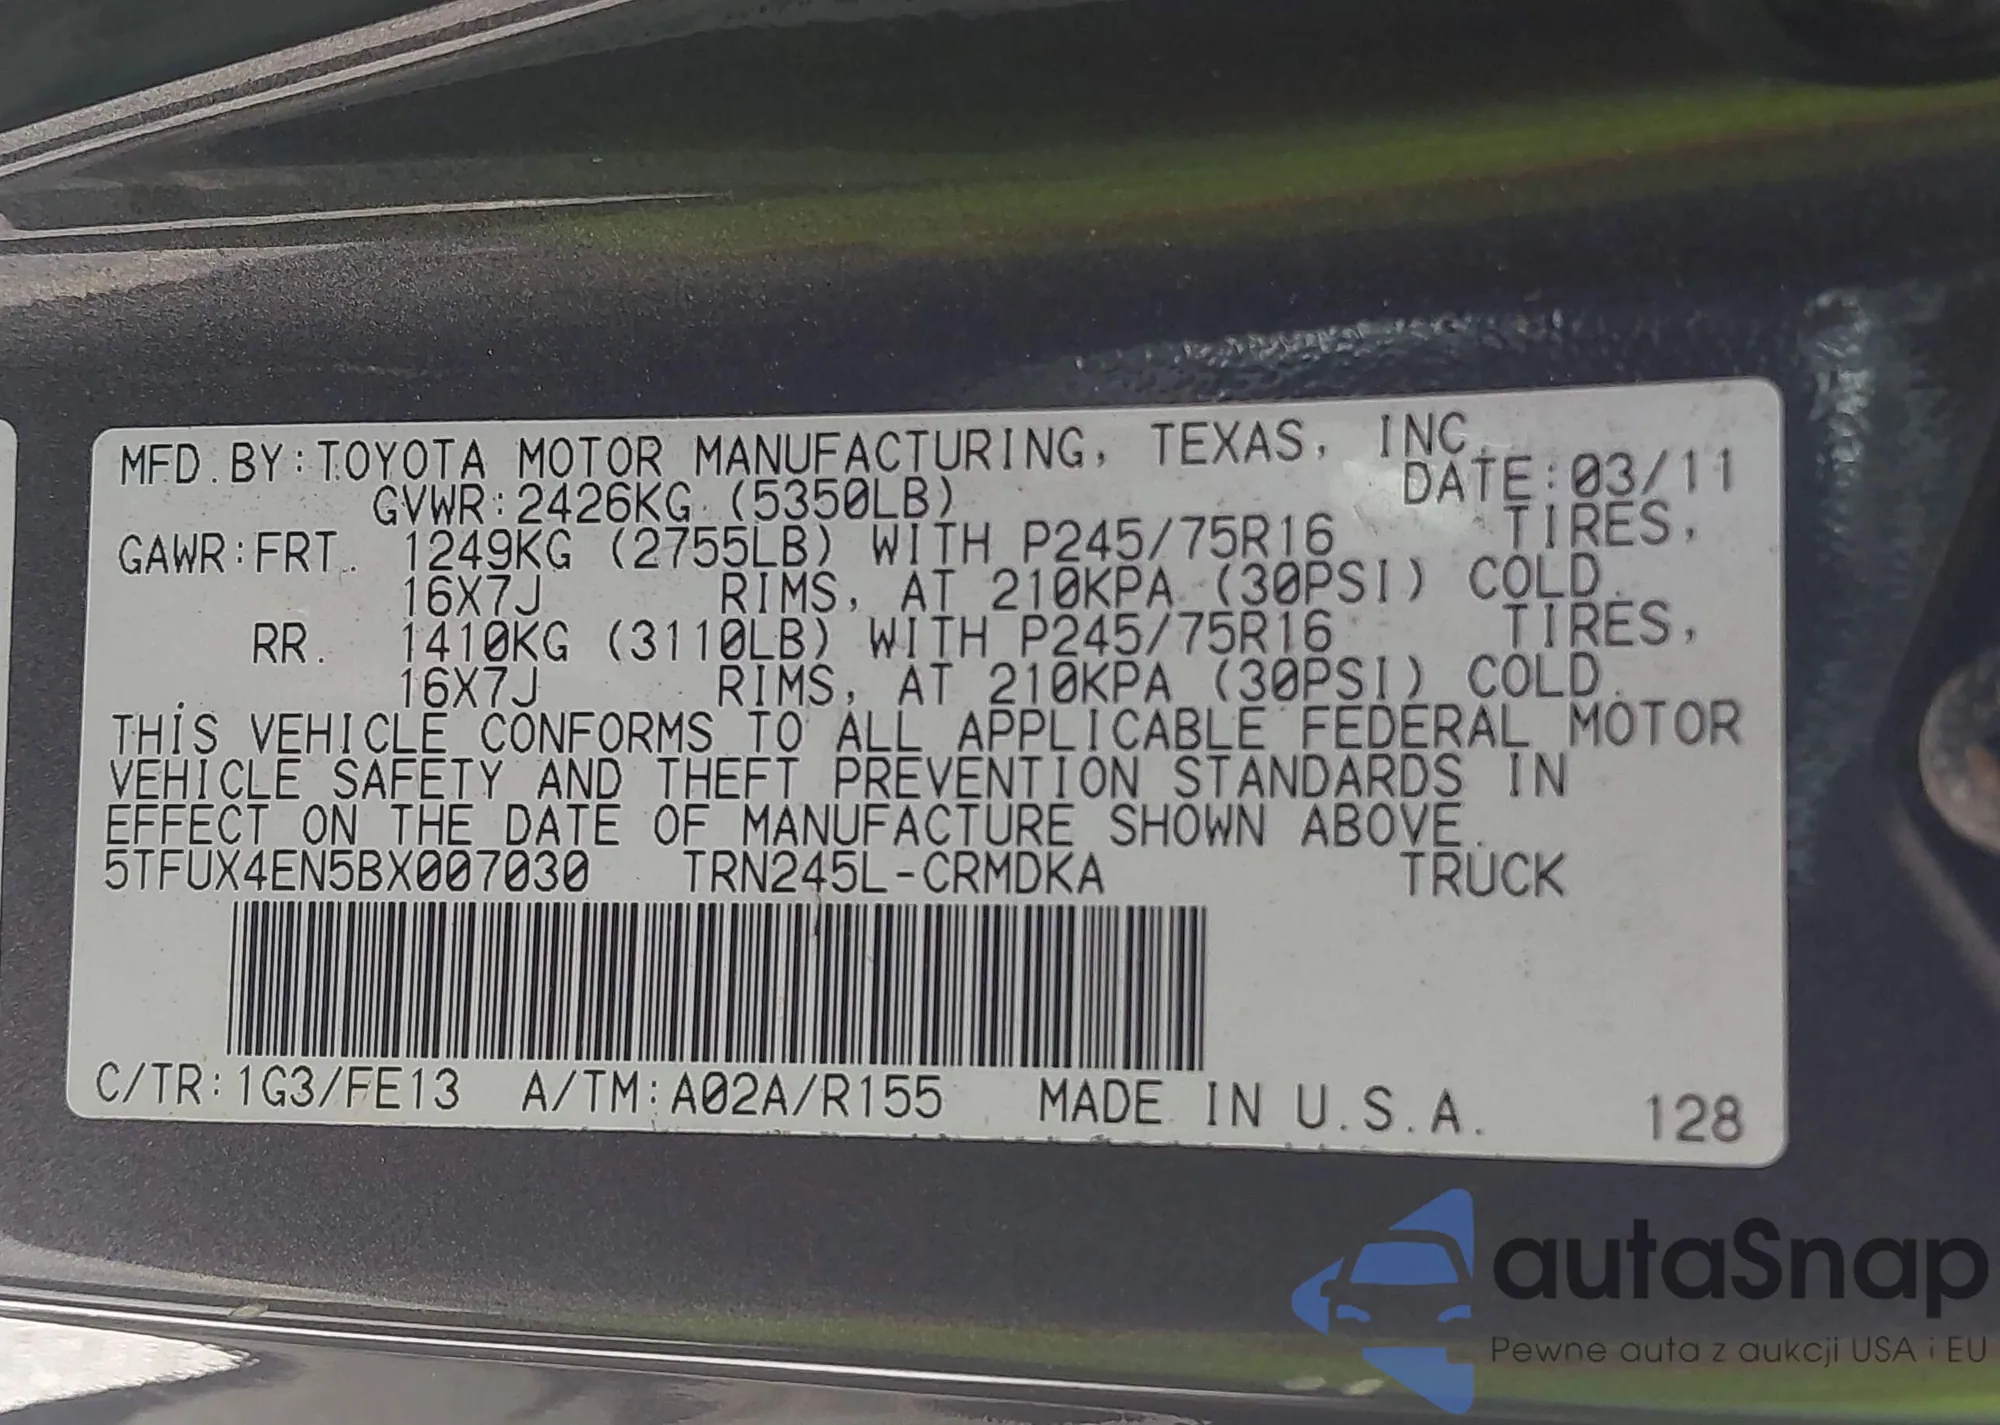 MFD.BY:TOYOTA MOTOR MANUFACTURING, TEXAS, INC.
GVWR:2426KG (5350LB) DATE:03/11
GAWR:FRT. 1249KG (2755LB) WITH P245/75R16 TIRES,
16X7J RIMS, AT 210KPA (30PSI) COLD.
RR. 1410KG (3110LB) WITH P245/75R16 TIRES,
16X7J RIMS, AT 210KPA (30PSI) COLD.
THIS VEHICLE CONFORMS TO ALL APPLICABLE FEDERAL MOTOR
VEHICLE SAFETY AND THEFT PREVENTION STANDARDS IN
EFFECT ON THE DATE OF MANUFACTURE SHOWN ABOVE.
5TFUX4EN5BX007030 TRN245L-CRMDKA TRUCK
C/TR:1G3/FE13 A/TM:A02A/R155 MADE IN U.S.A. 128
autaSnap
Pewne auta z aukcji USA i EU